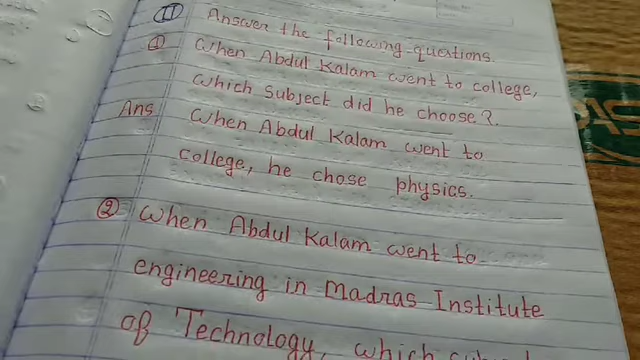 II Answer the following questions.
① When Abdul Kalam went to college,
which subject did he choose?
Ans When Abdul Kalam went to
college, he chose physics.
② When Abdul Kalam went to
engineering in Madras Institute
of Technology, which